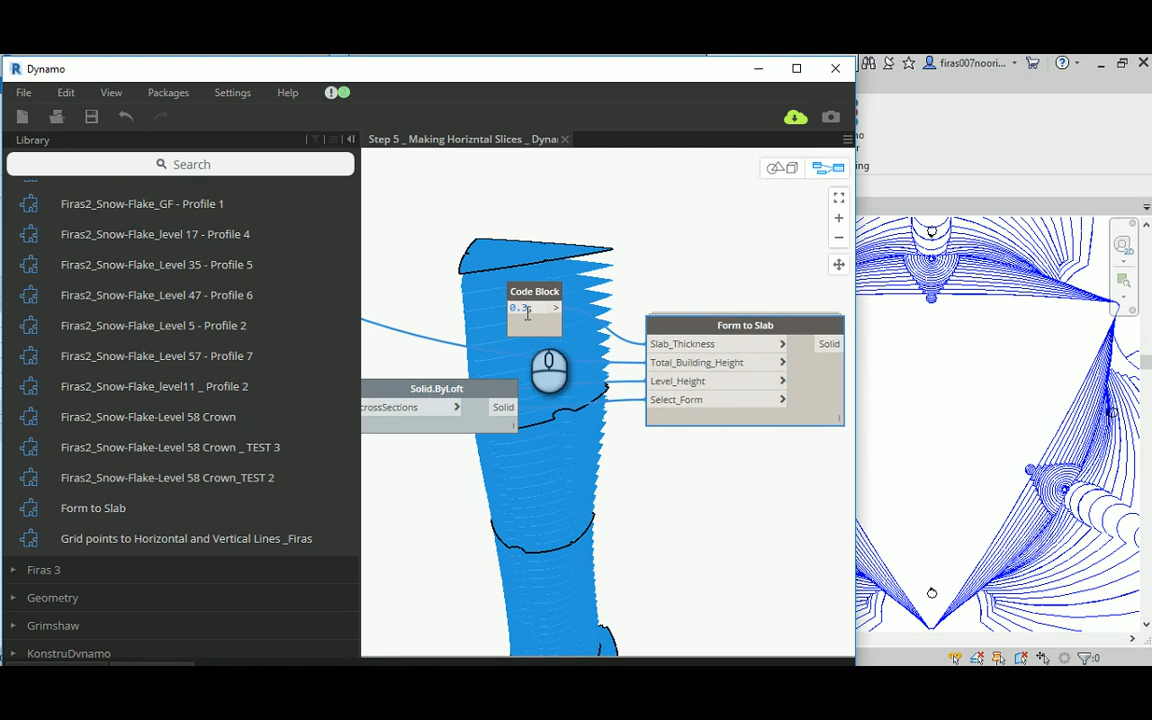 Dynamo
firas007noori...
File Edit View Packages Settings Help
Library
Step 5 _ Making Horizntal Slices _ Dyna
Search
Firas2_Snow-Flake_GF - Profile 1
Firas2_Snow-Flake_level 17 - Profile 4
Firas2_Snow-Flake_Level 35 - Profile 5
Firas2_Snow-Flake_Level 47 - Profile 6
Firas2_Snow-Flake_Level 5 - Profile 2
Firas2_Snow-Flake_Level 57 - Profile 7
Firas2_Snow-Flake_level11 _ Profile 2
Firas2_Snow-Flake-Level 58 Crown
Firas2_Snow-Flake-Level 58 Crown _ TEST 3
Firas2_Snow-Flake-Level 58 Crown_TEST 2
Form to Slab
Grid points to Horizontal and Vertical Lines _Firas
Firas 3
Geometry
Grimshaw
KonstruDynamo
Code Block
0.3; >
Form to Slab
Slab_Thickness > Solid
Total_Building_Height >
Level_Height >
Select_Form >
Solid.ByLoft
crossSections > Solid
:0